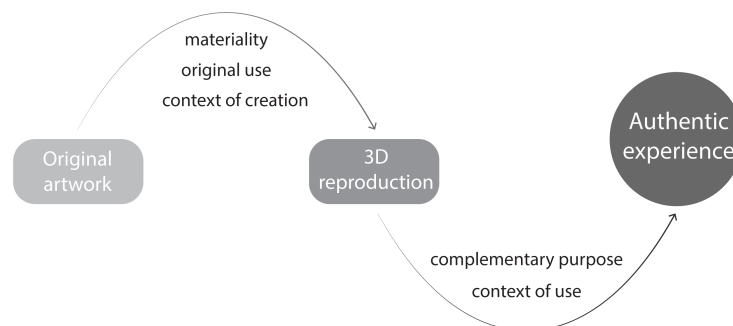 materiality
original use
context of creation
Original
artwork
3D
reproduction
Authentic
experience
complementary purpose
context of use